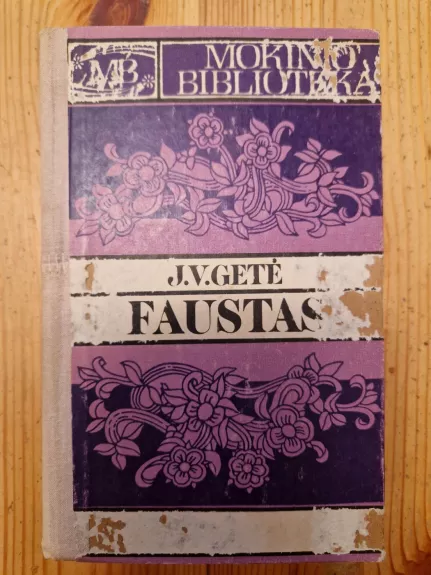 MB
MOKINIO
BIBLIOTEKA
J.V.GETĖ
FAUSTAS